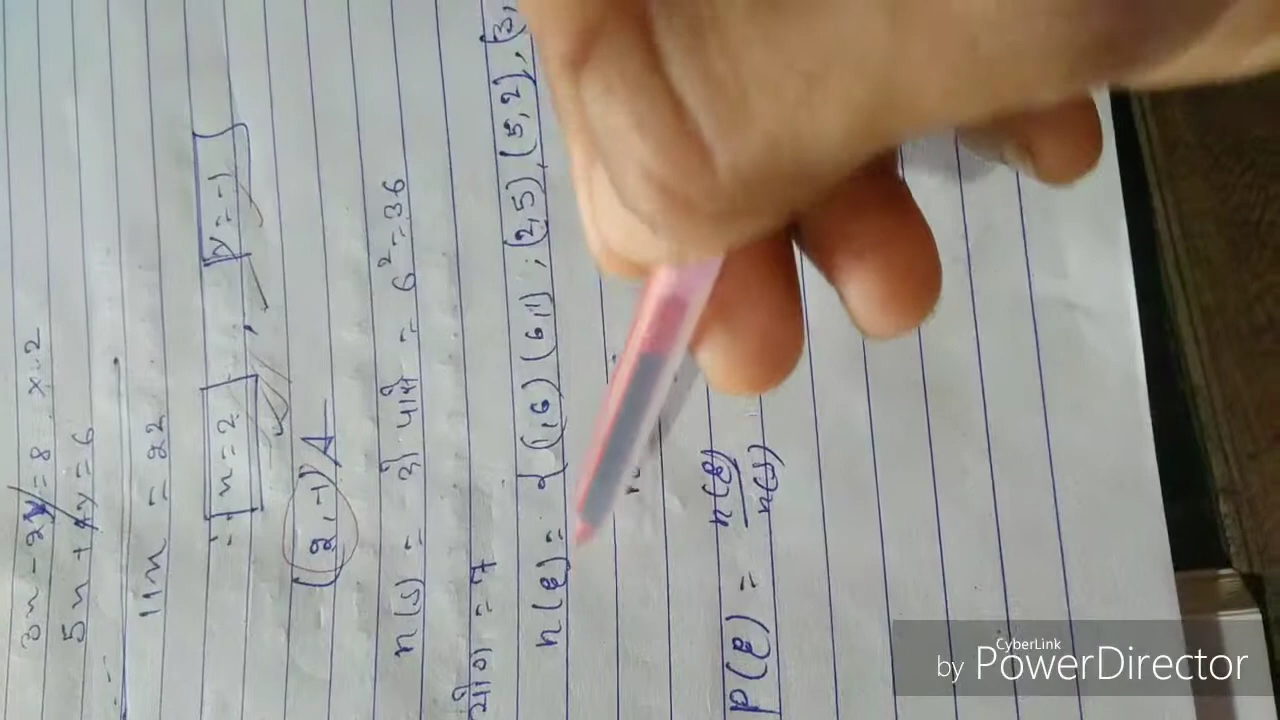 3x - 2y = 8 × 2
5x + 4y = 6
11x = 22
∴ x = 2 , y = -1
(2, -1) A
n(s) = = 6² = 36
योग = 7
n(E) = { (1,6) (6,1) ; (2,5), (5,2), (3,
P(E) = n(E) / n(s)
CyberLink
by PowerDirector